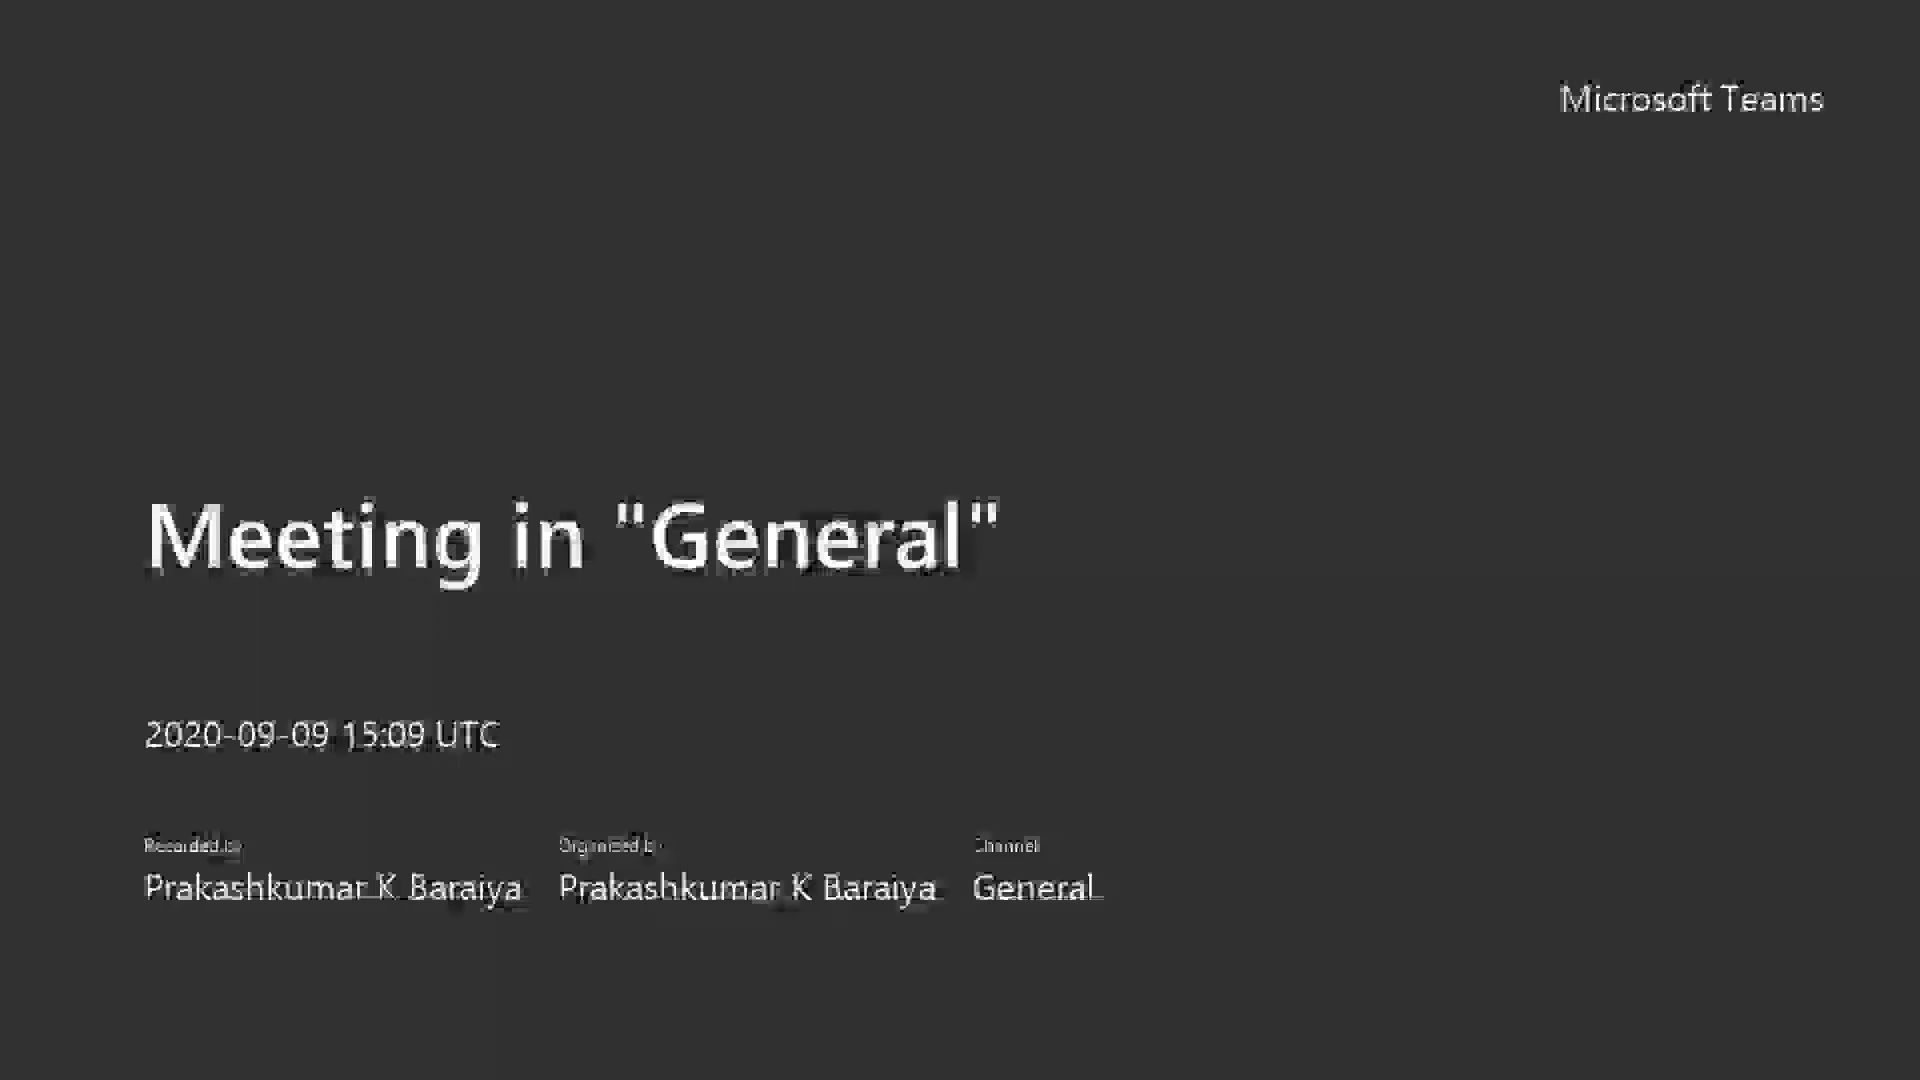 Microsoft Teams
Meeting in "General"
2020-09-09 15:09 UTC
Recorded by Organized by Channel
Prakashkumar K Baraiya Prakashkumar K Baraiya General